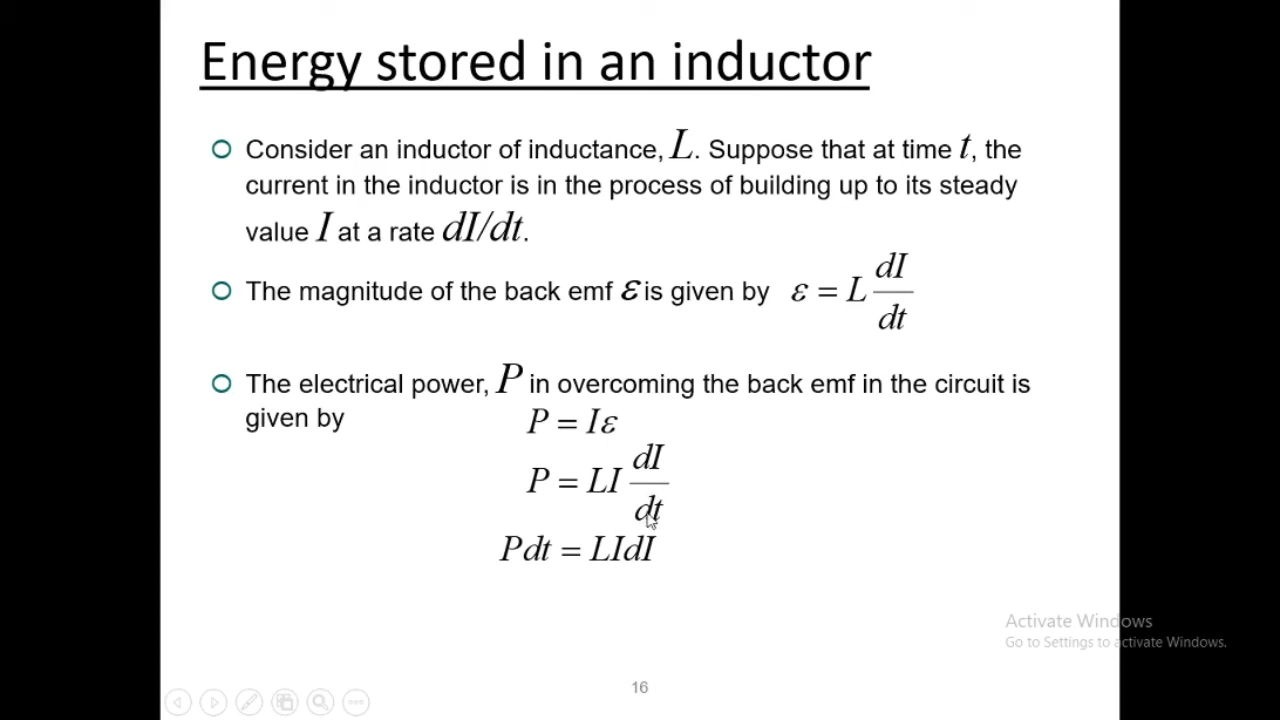 Energy stored in an inductor
Consider an inductor of inductance, L. Suppose that at time t, the
current in the inductor is in the process of building up to its steady
value I at a rate dI/dt.
The magnitude of the back emf ε is given by ε = L dI/dt
The electrical power, P in overcoming the back emf in the circuit is
given by
P = Iε
P = LI dI/dt
Pdt = LIdI
Activate Windows
Go to Settings to activate Windows.
16